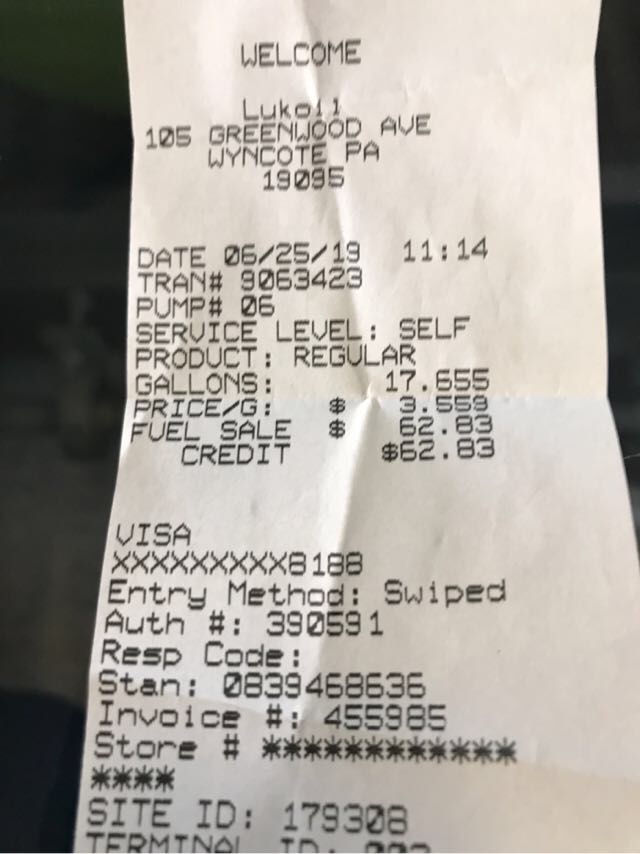 WELCOME
Lukoil
105 GREENWOOD AVE
WYNCOTE PA
19095
DATE 06/25/19 11:14
TRAN# 9063423
PUMP# 06
SERVICE LEVEL: SELF
PRODUCT: REGULAR
GALLONS: 17.655
PRICE/G: $ 3.559
FUEL SALE $ 62.83
CREDIT $62.83
VISA
XXXXXXXXX8188
Entry Method: Swiped
Auth #: 390591
Resp Code:
Stan: 0839468636
Invoice #: 455985
Store # ************
****
SITE ID: 179308
TERMINAL ID: